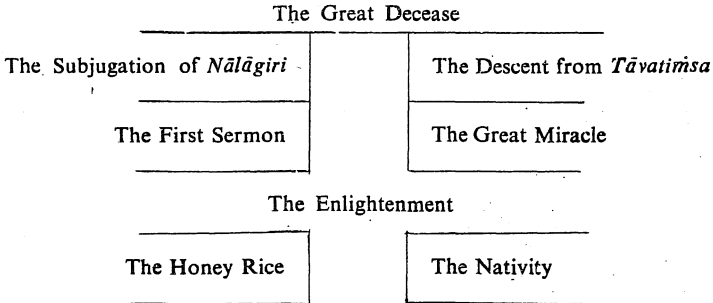 The Great Decease
The Subjugation of Nālāgiri The Descent from Tāvatiṁsa
The First Sermon The Great Miracle
The Enlightenment
The Honey Rice The Nativity